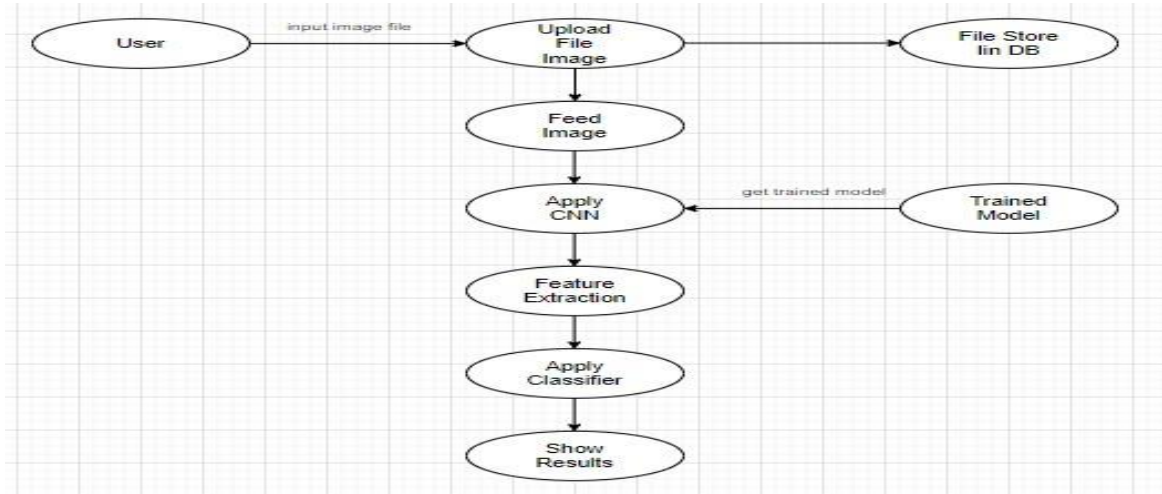 User
input image file
Upload
File
Image
File Store
Iin DB
Feed
Image
Apply
CNN
get trained model
Trained
Model
Feature
Extraction
Apply
Classifier
Show
Results